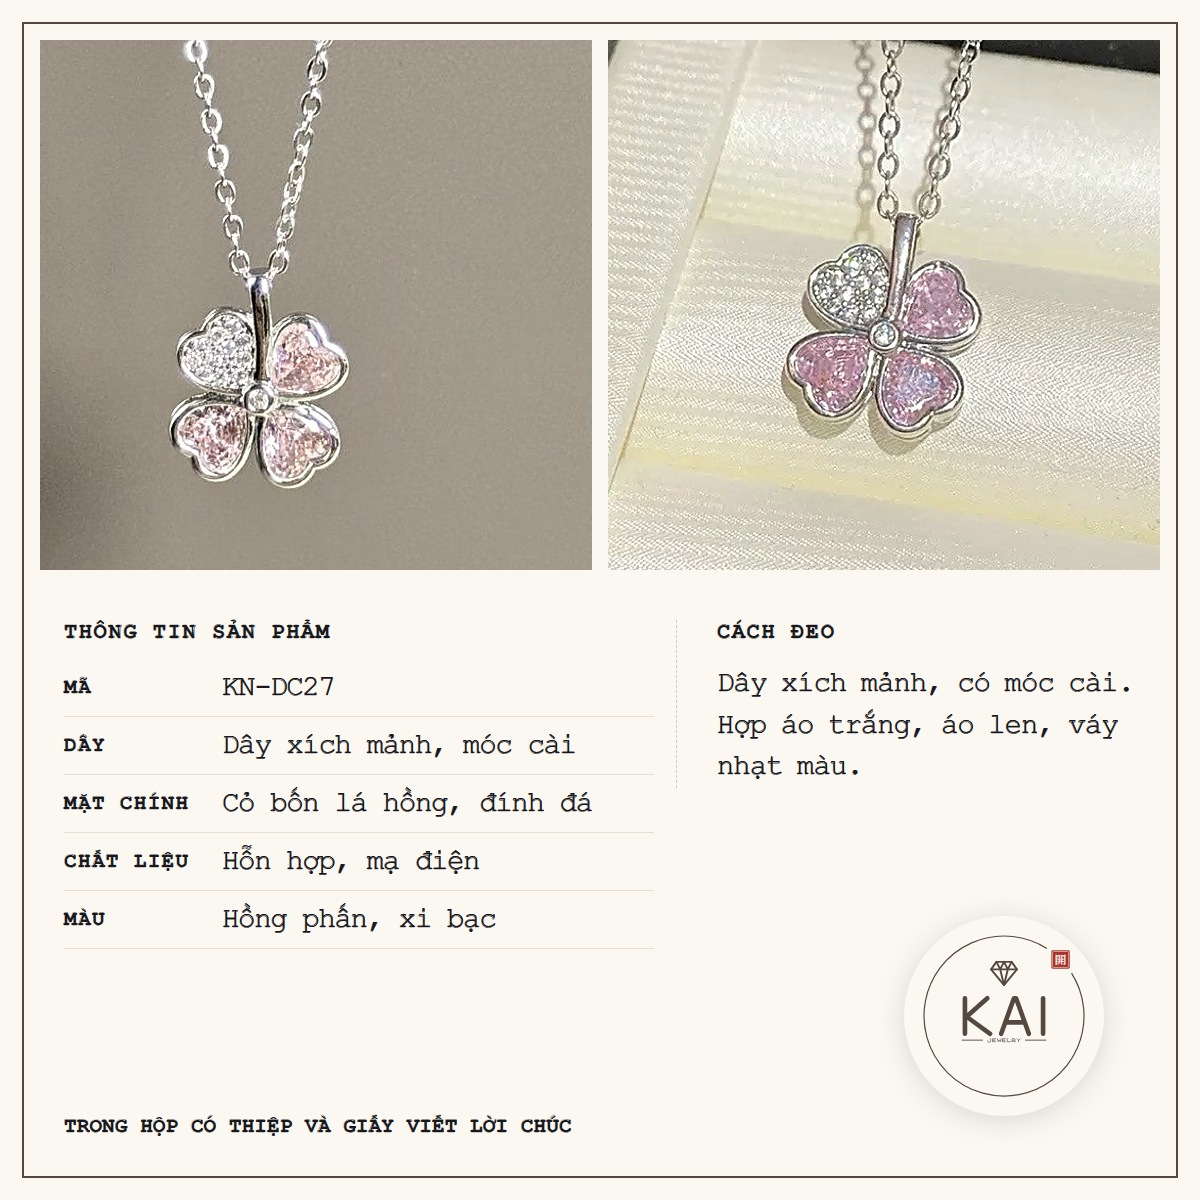 THÔNG TIN SẢN PHẨM
MÃ KN-DC27
DÂY Dây xích mảnh, móc cài
MẶT CHÍNH Cỏ bốn lá hồng, đính đá
CHẤT LIỆU Hỗn hợp, mạ điện
MÀU Hồng phấn, xi bạc
CÁCH ĐEO
Dây xích mảnh, có móc cài.
Hợp áo trắng, áo len, váy
nhạt màu.
開
KAI
JEWELRY
TRONG HỘP CÓ THIỆP VÀ GIẤY VIẾT LỜI CHÚC